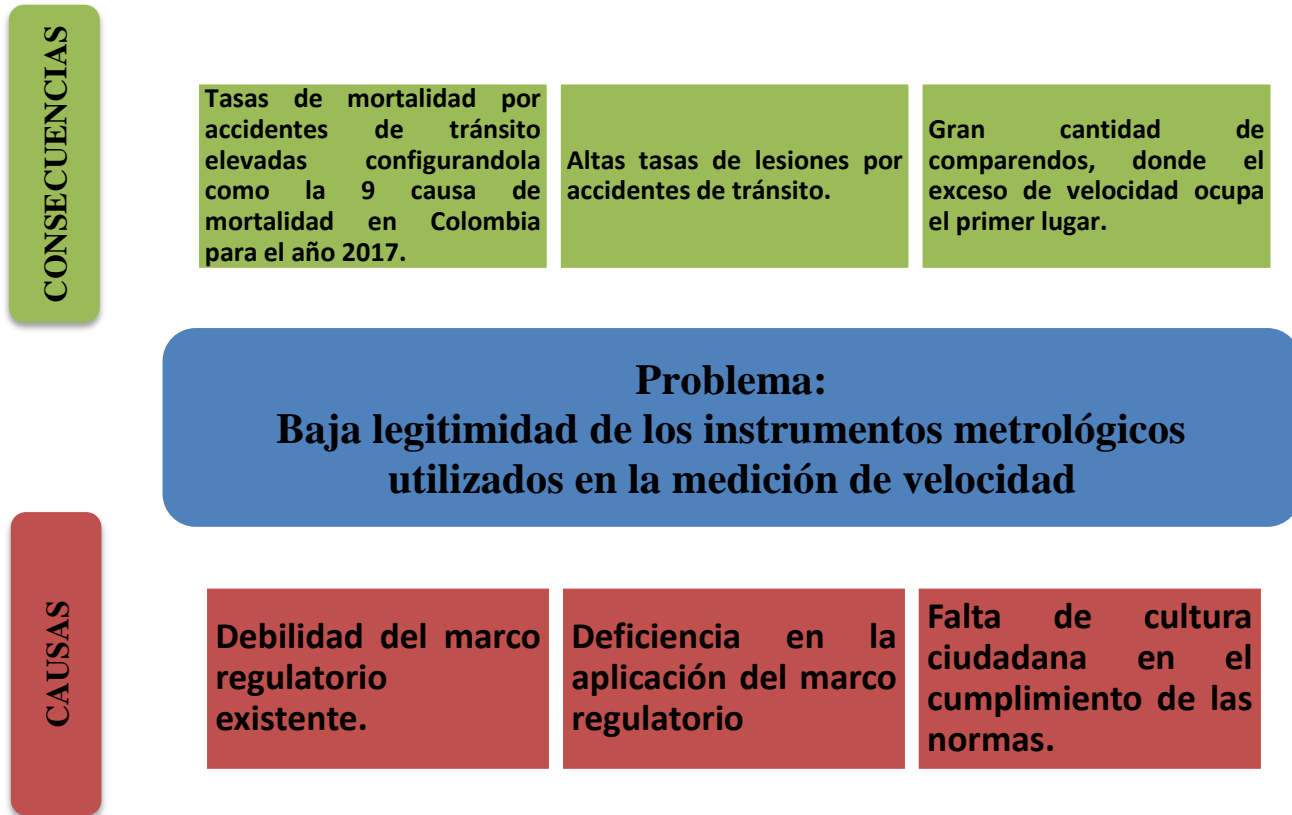 CONSECUENCIAS
Tasas de mortalidad por
accidentes de tránsito
elevadas configurandola
como la 9 causa de
mortalidad en Colombia
para el año 2017.
Altas tasas de lesiones por
accidentes de tránsito.
Gran cantidad de
comparendos, donde el
exceso de velocidad ocupa
el primer lugar.
Problema:
Baja legitimidad de los instrumentos metrológicos
utilizados en la medición de velocidad
CAUSAS
Debilidad del marco
regulatorio
existente.
Deficiencia en la
aplicación del marco
regulatorio
Falta de cultura
ciudadana en el
cumplimiento de las
normas.